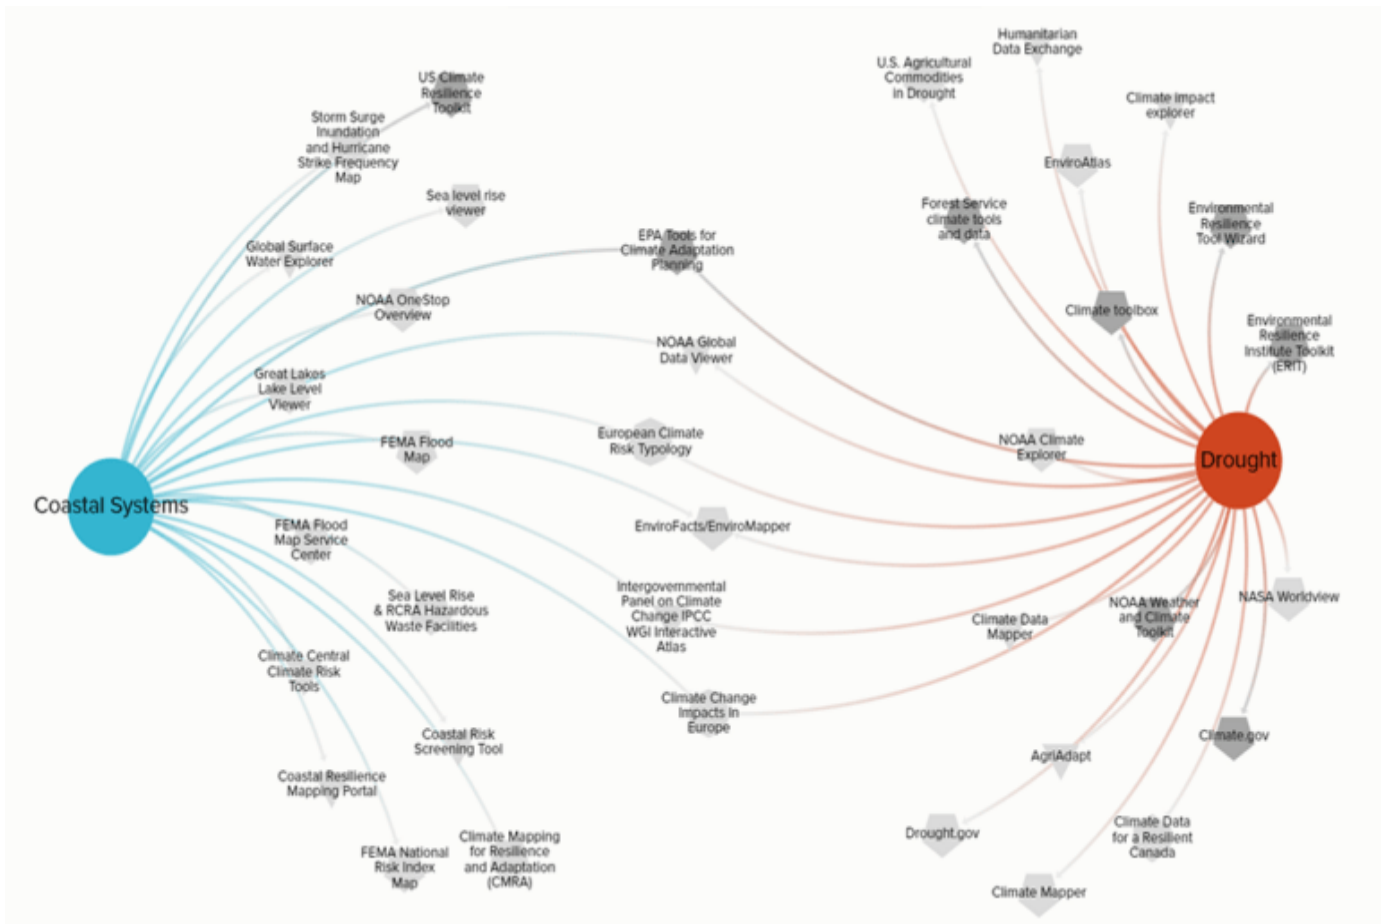 Humanitarian
Data Exchange
U.S. Agricultural
Commodities
in Drought
US Climate
Resilience
Toolkit
Climate impact
explorer
Storm Surge
Inundation
and Hurricane
Strike Frequency
Map
EnviroAtlas
Sea level rise
viewer
Forest Service
climate tools
and data
Environmental
Resilience
Tool Wizard
EPA Tools for
Climate Adaptation
Planning
Global Surface
Water Explorer
NOAA OneStop
Overview
Climate toolbox
Environmental
Resilience
Institute Toolkit
(ERIT)
NOAA Global
Data Viewer
Great Lakes
Lake Level
Viewer
European Climate
Risk Typology
FEMA Flood
Map
NOAA Climate
Explorer
Drought
Coastal Systems
FEMA Flood
Map Service
Center
EnviroFacts/EnviroMapper
Intergovernmental
Panel on Climate
Change IPCC
WGI Interactive
Atlas
Sea Level Rise
& RCRA Hazardous
Waste Facilities
Climate Data
Mapper
NOAA Weather
and Climate
Toolkit
NASA Worldview
Climate Central
Climate Risk
Tools
Climate Change
Impacts In
Europe
Coastal Risk
Screening Tool
Climate.gov
AgriAdapt
Coastal Resilience
Mapping Portal
Drought.gov
Climate Data
for a Resilient
Canada
FEMA National
Risk Index
Map
Climate Mapping
for Resilience
and Adaptation
(CMRA)
Climate Mapper